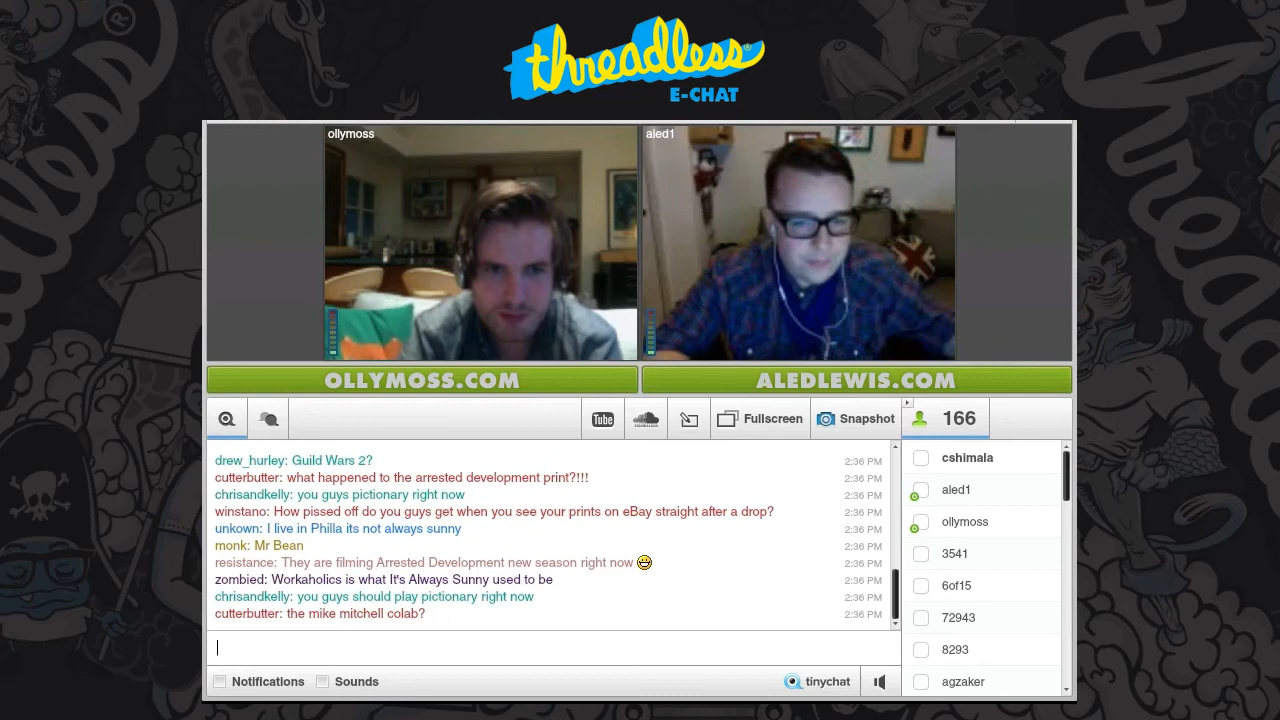 threadless®
E-CHAT
ollymoss
aled1
OLLYMOSS.COM
ALEDLEWIS.COM
You Tube
SOUNDCLOUD
Fullscreen
Snapshot
166
drew_hurley: Guild Wars 2? 2:36 PM
cutterbutter: what happened to the arrested development print?!!! 2:36 PM
chrisandkelly: you guys pictionary right now 2:36 PM
winstano: How pissed off do you guys get when you see your prints on eBay straight after a drop? 2:36 PM
unkown: I live in Philla its not always sunny 2:36 PM
monk: Mr Bean 2:36 PM
resistance: They are filming Arrested Development new season right now 2:36 PM
zombied: Workaholics is what It's Always Sunny used to be 2:36 PM
chrisandkelly: you guys should play pictionary right now 2:36 PM
cutterbutter: the mike mitchell colab? 2:36 PM
cshimala
aled1
ollymoss
3541
6of15
72943
8293
agzaker
Notifications
Sounds
tinychat